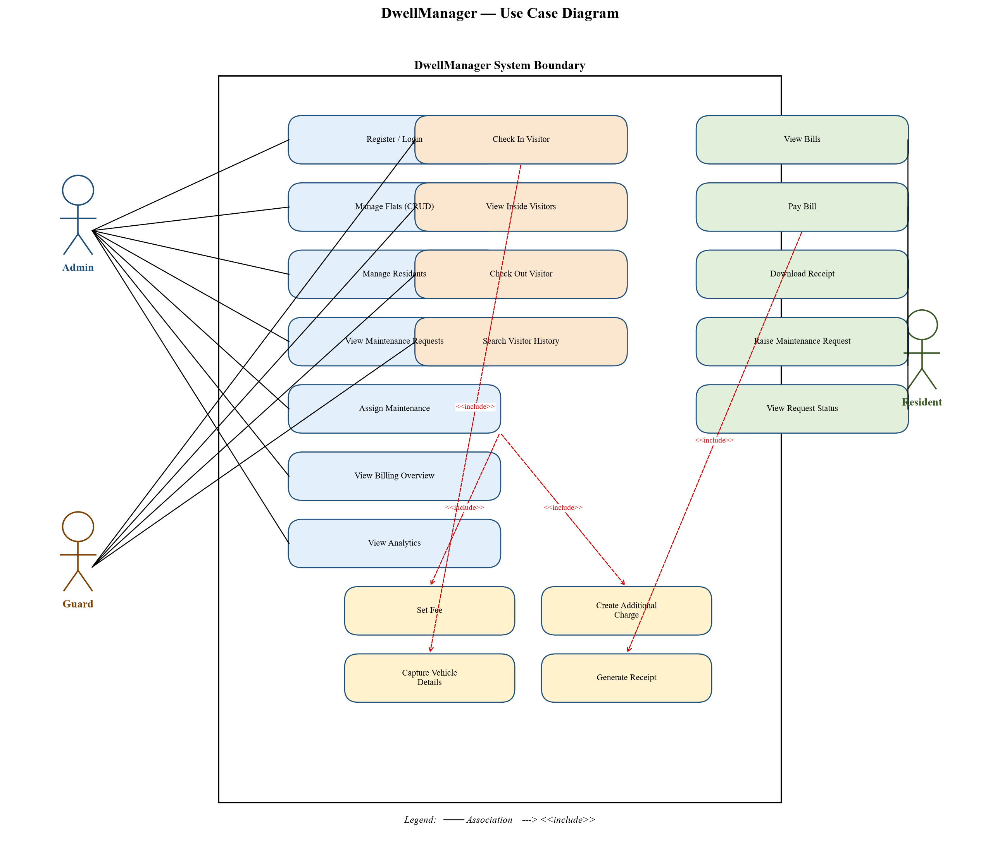 DwellManager — Use Case Diagram
DwellManager System Boundary
Register / Login
Check In Visitor
View Bills
Manage Flats (CRUD)
View Inside Visitors
Pay Bill
Admin
Manage Residents
Check Out Visitor
Download Receipt
View Maintenance Requests
Search Visitor History
Raise Maintenance Request
Resident
Assign Maintenance
<<include>>
View Request Status
<<include>>
View Billing Overview
<<include>>
<<include>>
View Analytics
Guard
Set Fee
Create Additional
Charge
Capture Vehicle
Details
Generate Receipt
Legend: —— Association ---> <<include>>